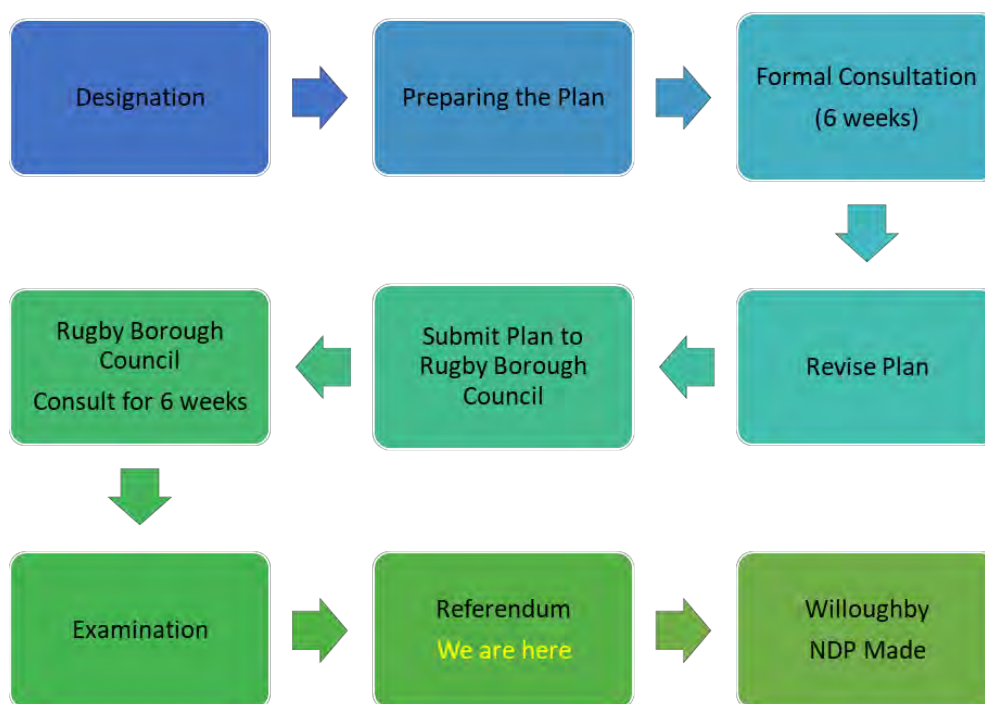 Designation
Preparing the Plan
Formal Consultation
(6 weeks)
Revise Plan
Submit Plan to
Rugby Borough
Council
Rugby Borough
Council
Consult for 6 weeks
Examination
Referendum
We are here
Willoughby
NDP Made